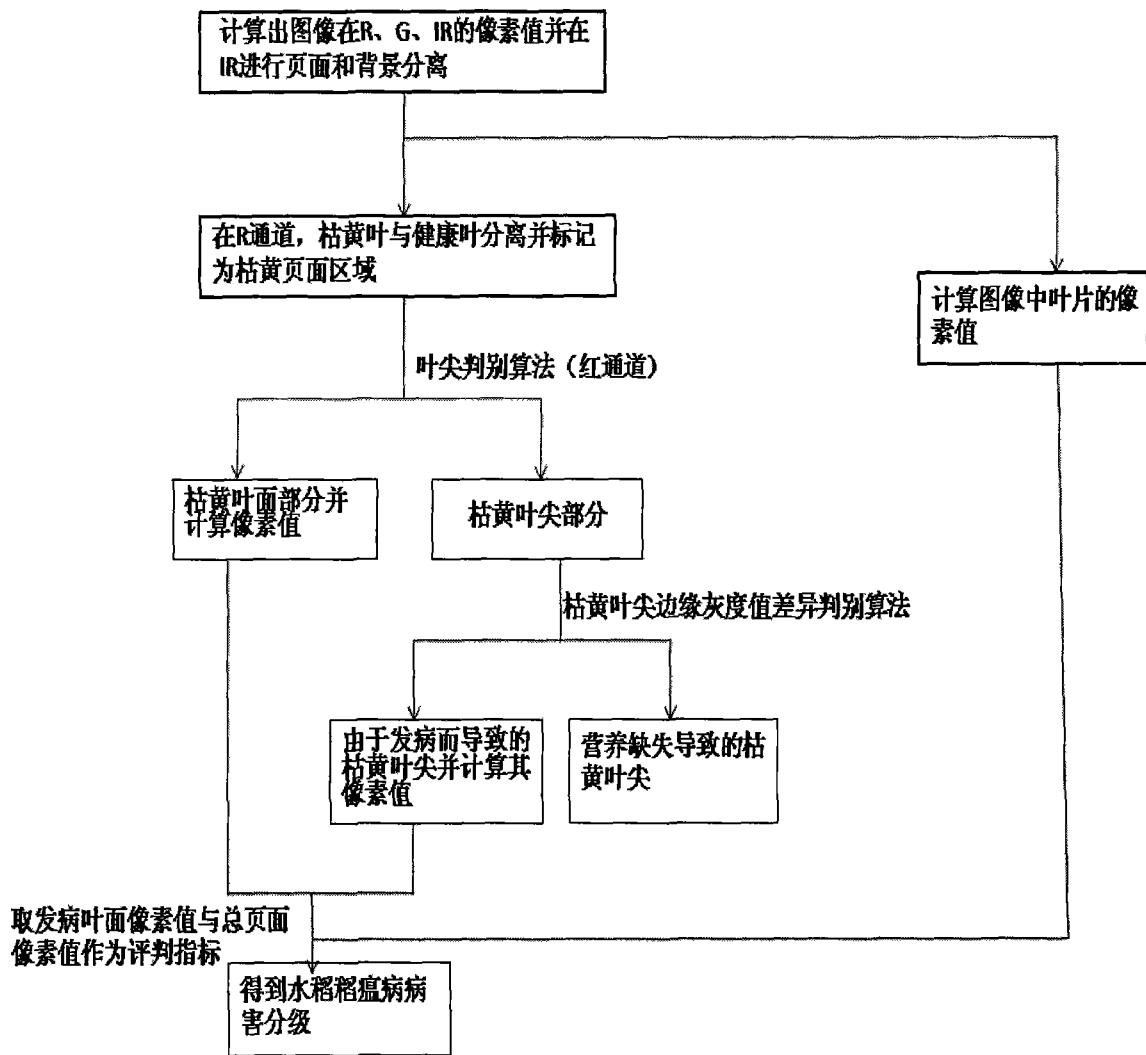 计算出图像在R、G、IR的像素值并在
IR进行页面和背景分离
在R通道，枯黄叶与健康叶分离并标记
为枯黄页面区域
计算图像中叶片的像
素值
叶尖判别算法（红通道）
枯黄叶面部分并
计算像素值
枯黄叶尖部分
枯黄叶尖边缘灰度值差异判别算法
由于发病而导致的
枯黄叶尖并计算其
像素值
营养缺失导致的枯
黄叶尖
取发病叶面像素值与总页面
像素值作为评判指标
得到水稻稻瘟病病
害分级